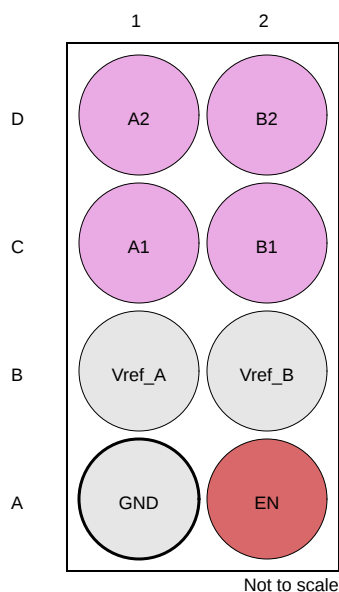 1 2
D A2 B2
C A1 B1
B Vref_A Vref_B
A GND EN
Not to scale